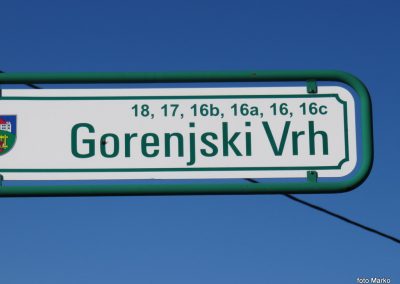 18, 17, 16b, 16a, 16, 16c
Gorenjski Vrh
foto Marko